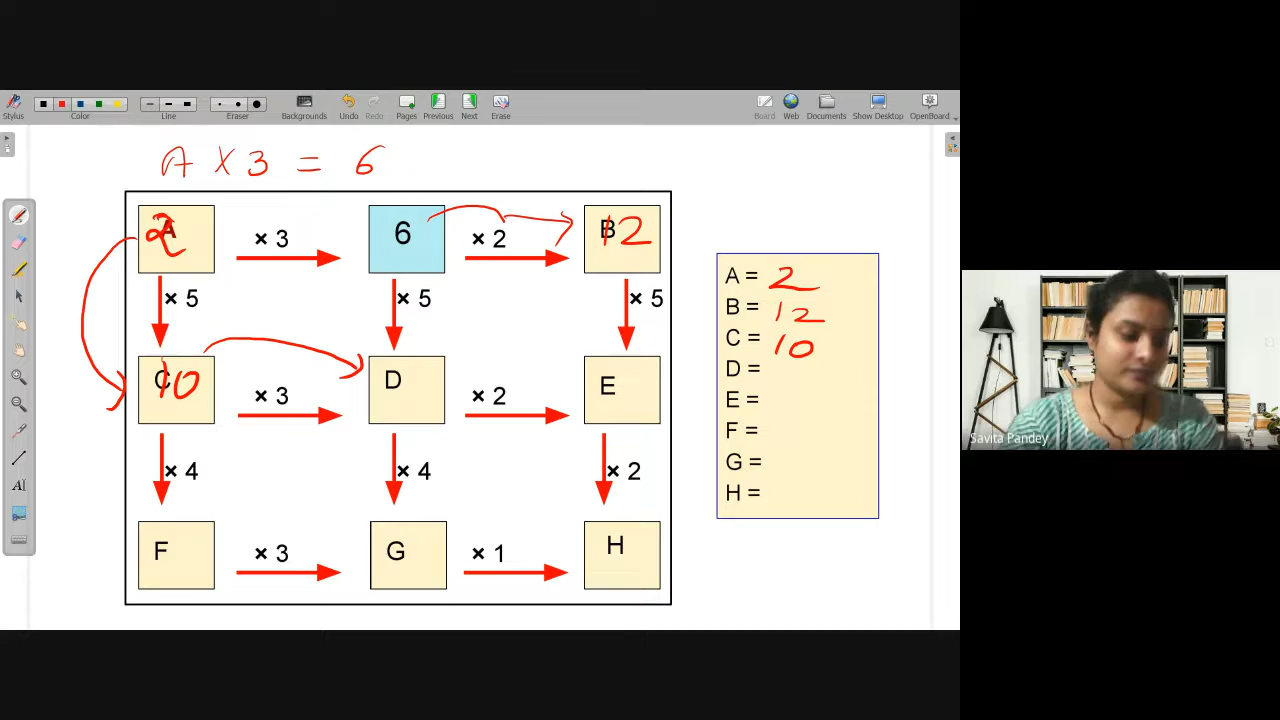 Stylus Color Line Eraser Backgrounds Undo Redo Pages Previous Next Erase Board Web Documents Show Desktop OpenBoard
A × 3 = 6
A 2 × 3 6 × 2 B 12
× 5 × 5 × 5
C 10 × 3 D × 2 E
× 4 × 4 × 2
F × 3 G × 1 H
A = 2
B = 12
C = 10
D =
E =
F =
G =
H =
Savita Pandey